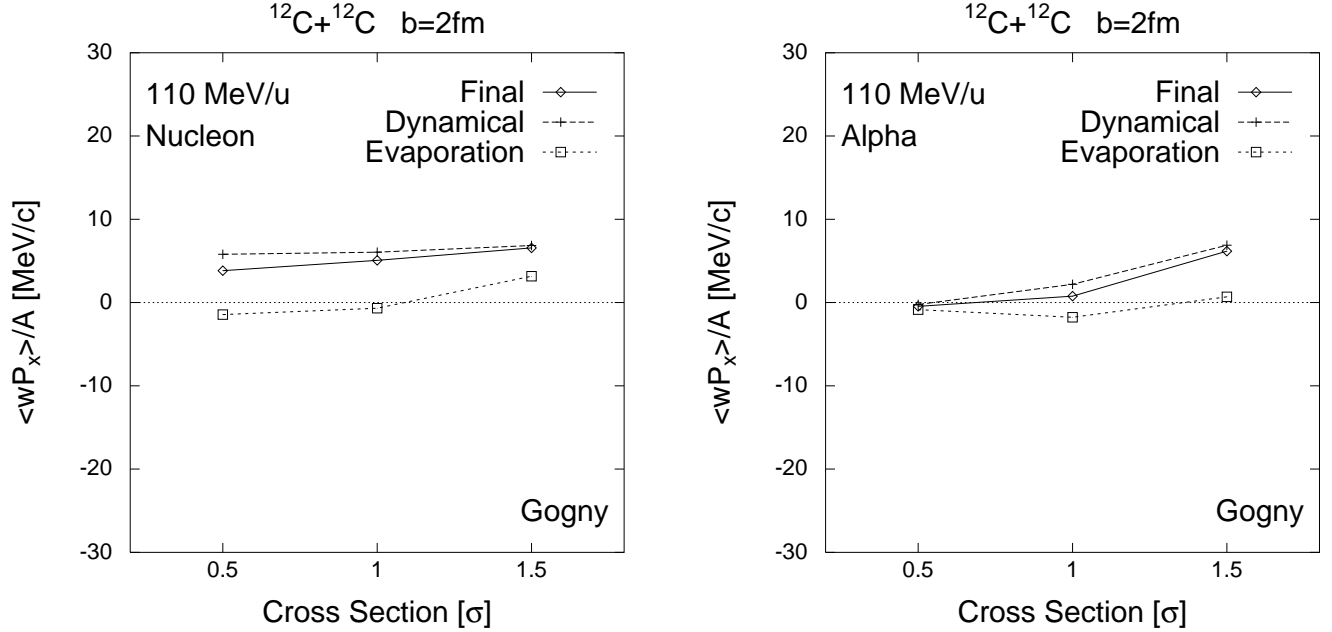 ¹²C+¹²C b=2fm
30
20
10
0
-10
-20
-30
0.5
1
1.5
<wPₓ>/A [MeV/c]
Cross Section [σ]
110 MeV/u
Nucleon
Final
Dynamical
Evaporation
Gogny
¹²C+¹²C b=2fm
30
20
10
0
-10
-20
-30
0.5
1
1.5
<wPₓ>/A [MeV/c]
Cross Section [σ]
110 MeV/u
Alpha
Final
Dynamical
Evaporation
Gogny